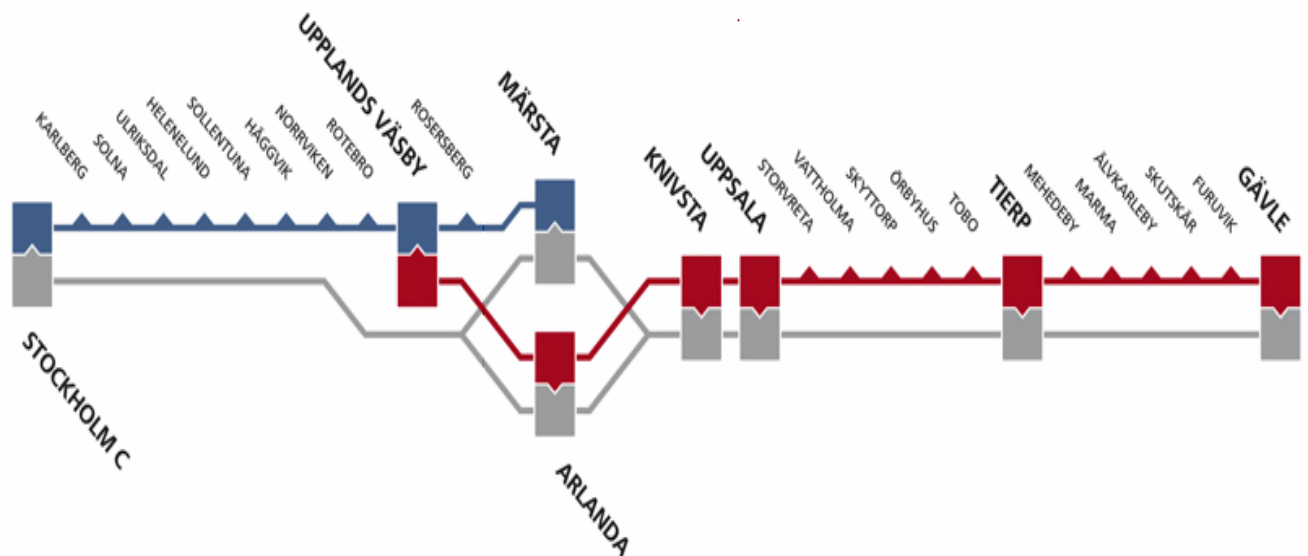 KARLBERG
SOLNA
ULRIKSDAL
HELENELUND
SOLLENTUNA
HÄGGVIK
NORRVIKEN
ROTEBRO
UPPLANDS VÄSBY
ROSERSBERG
MÄRSTA
KNIVSTA
UPPSALA
STORVRETA
VATTHOLMA
SKYTTORP
ÖRBYHUS
TOBO
TIERP
MEHEDEBY
MARMA
ÄLVKARLEBY
SKUTSKÄR
FURUVIK
GÄVLE
STOCKHOLM C
ARLANDA